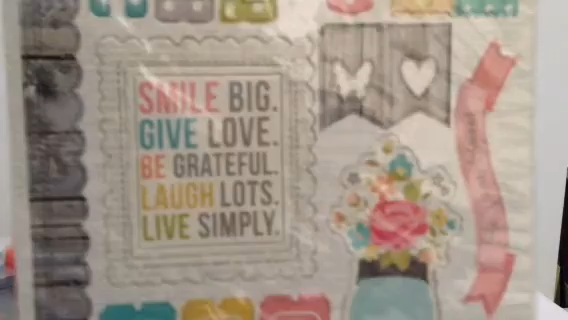 SMILE BIG.
GIVE LOVE.
BE GRATEFUL.
LAUGH LOTS.
LIVE SIMPLY.